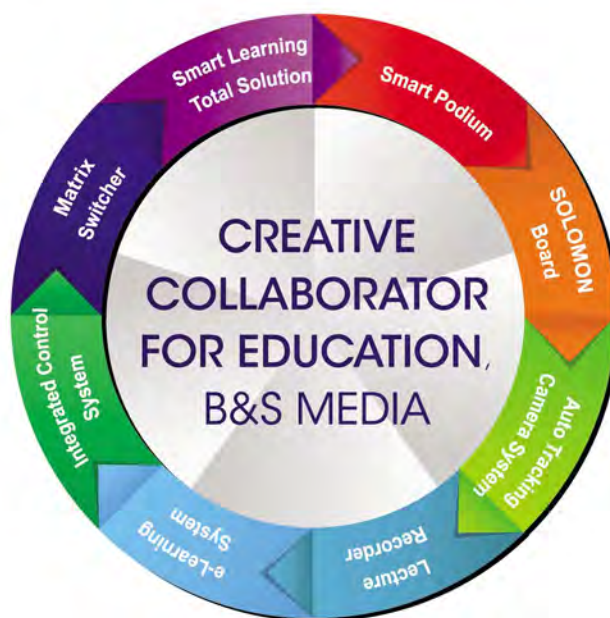 Smart Learning
Total Solution
Smart Podium
SOLOMON
Board
Auto Tracking
Camera System
Lecture
Recorder
e-Learning
System
Integrated Control
System
Matrix
Switcher
CREATIVE
COLLABORATOR
FOR EDUCATION,
B&S MEDIA